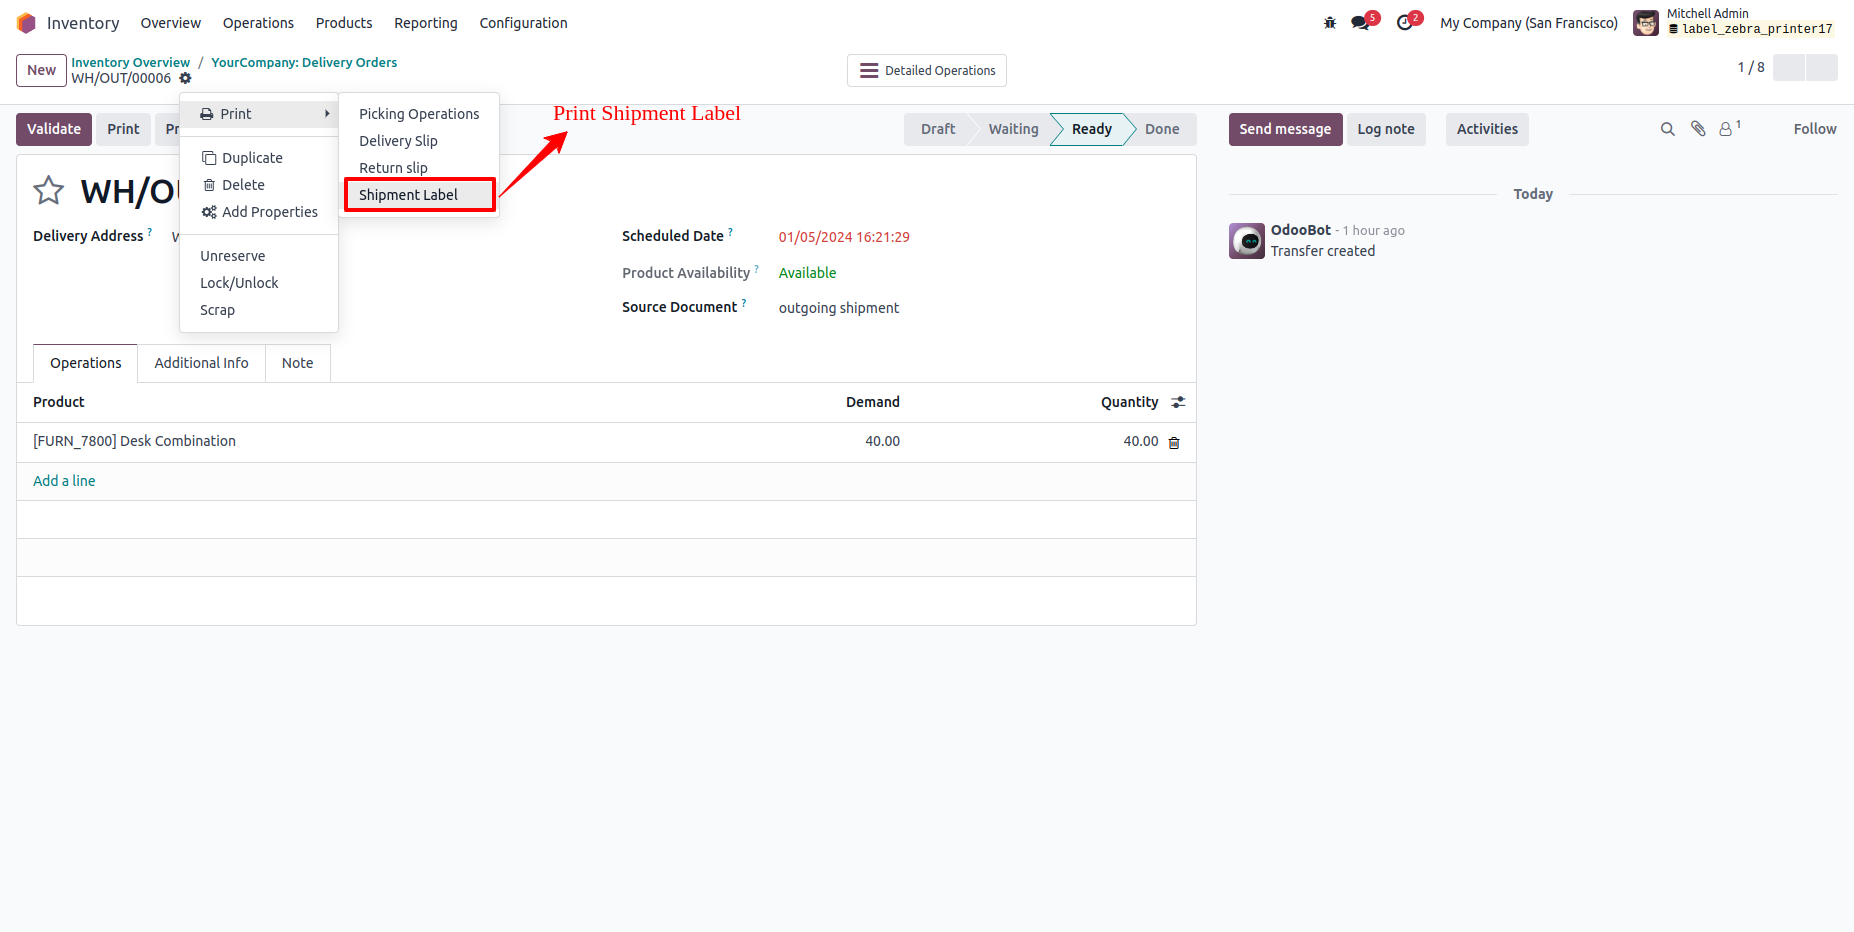 Inventory Overview Operations Products Reporting Configuration 5 2 My Company (San Francisco) Mitchell Admin
label_zebra_printer17
New Inventory Overview / YourCompany: Delivery Orders
WH/OUT/00006
Detailed Operations
1 / 8
Validate Print Pr
Print
Duplicate
Delete
Add Properties
Unreserve
Lock/Unlock
Scrap
Picking Operations
Delivery Slip
Return slip
Shipment Label
Print Shipment Label
Draft Waiting Ready Done
Send message Log note Activities 1 Follow
WH/OU
Delivery Address ? W
Scheduled Date ? 01/05/2024 16:21:29
Product Availability ? Available
Source Document ? outgoing shipment
Today
OdooBot - 1 hour ago
Transfer created
Operations Additional Info Note
Product Demand Quantity
[FURN_7800] Desk Combination 40.00 40.00
Add a line